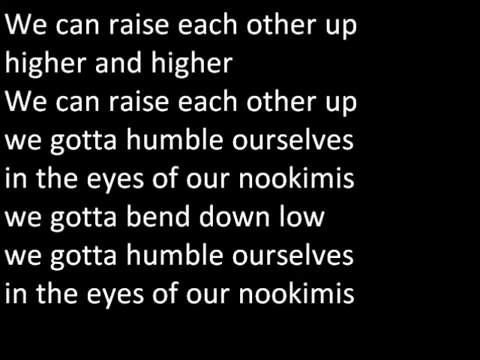 We can raise each other up
higher and higher
We can raise each other up
we gotta humble ourselves
in the eyes of our nookimis
we gotta bend down low
we gotta humble ourselves
in the eyes of our nookimis